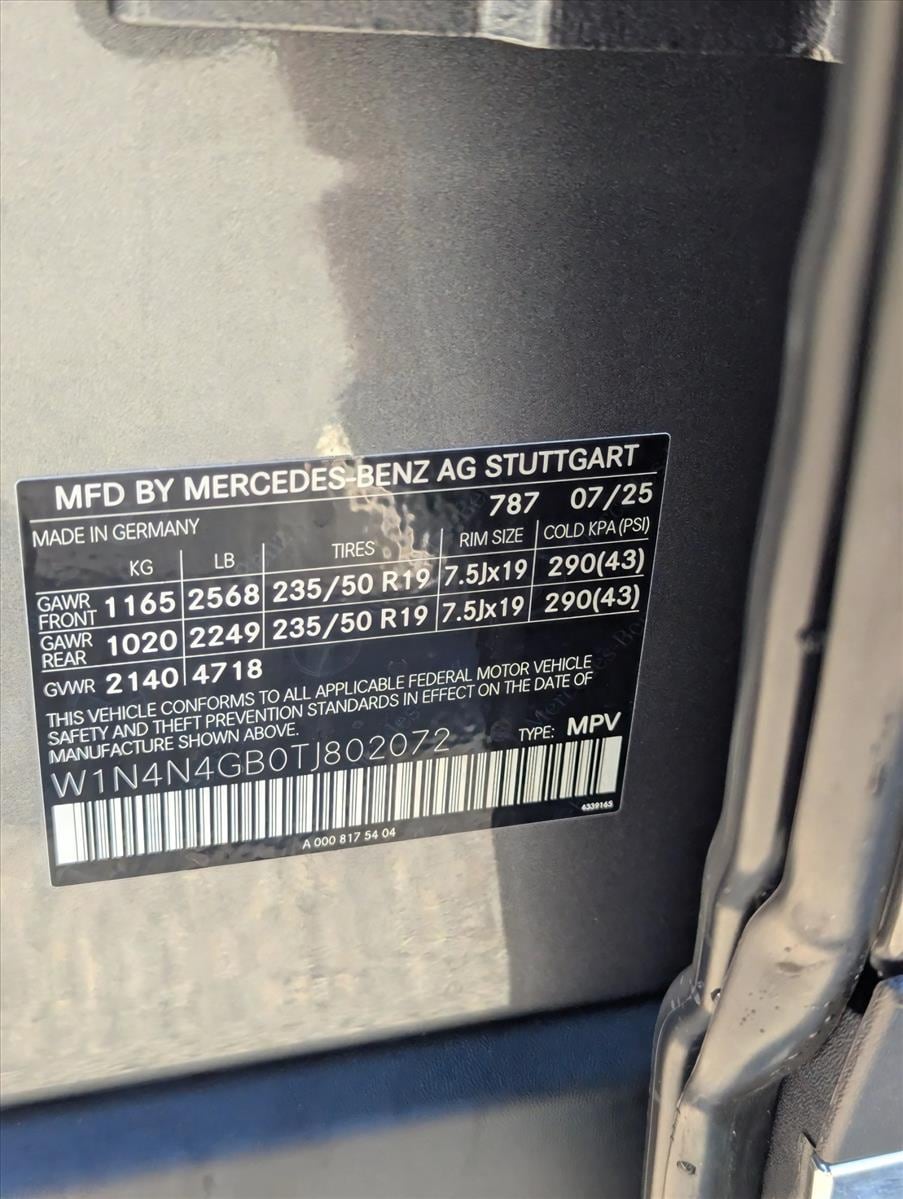 MFD BY MERCEDES-BENZ AG STUTTGART
MADE IN GERMANY 787 07/25
KG LB TIRES RIM SIZE COLD KPA (PSI)
GAWR FRONT 1165 2568 235/50 R19 7.5Jx19 290(43)
GAWR REAR 1020 2249 235/50 R19 7.5Jx19 290(43)
GVWR 2140 4718
THIS VEHICLE CONFORMS TO ALL APPLICABLE FEDERAL MOTOR VEHICLE
SAFETY AND THEFT PREVENTION STANDARDS IN EFFECT ON THE DATE OF
MANUFACTURE SHOWN ABOVE.
TYPE: MPV
W1N4N4GB0TJ802072
6339165
A 000 817 54 04